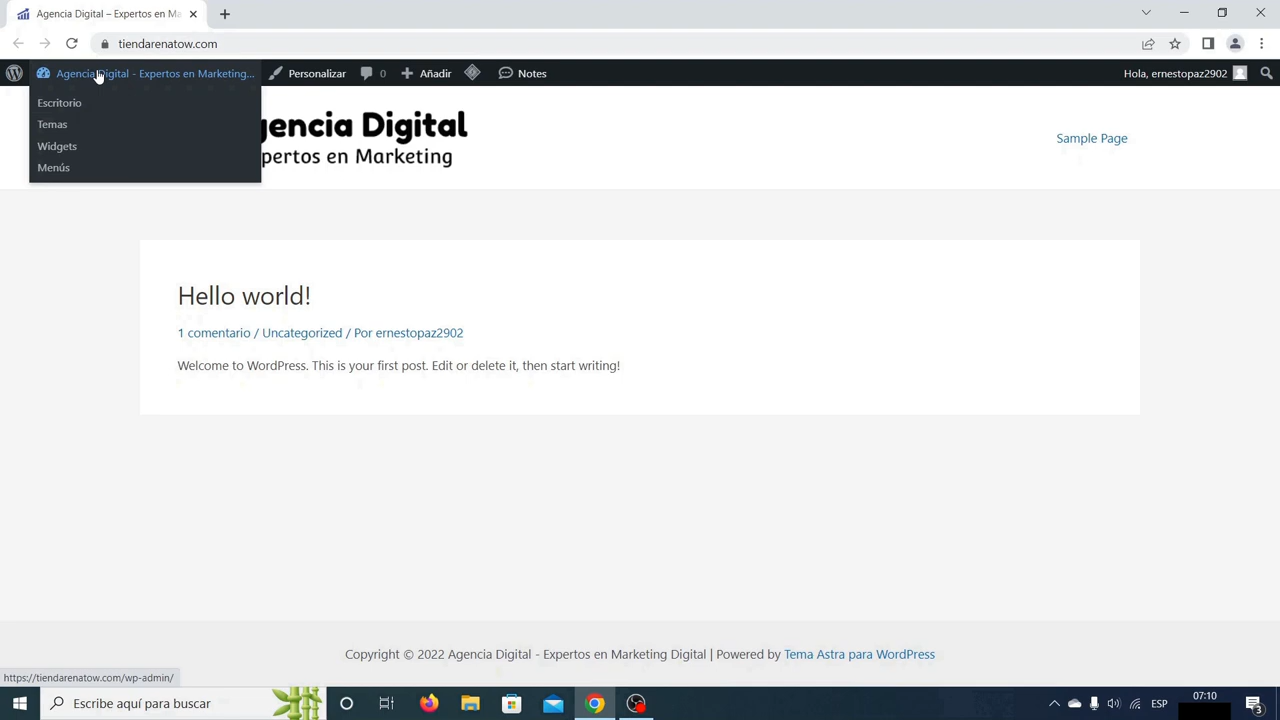 Agencia Digital – Expertos en Ma
tiendarenatow.com
Agencia Digital - Expertos en Marketing...
Personalizar
0
Añadir
Notes
Hola, ernestopaz2902
Escritorio
Temas
Widgets
Menús
gencia Digital
pertos en Marketing
Sample Page
Hello world!
1 comentario / Uncategorized / Por ernestopaz2902
Welcome to WordPress. This is your first post. Edit or delete it, then start writing!
Copyright © 2022 Agencia Digital - Expertos en Marketing Digital | Powered by Tema Astra para WordPress
https://tiendarenatow.com/wp-admin/
Escribe aquí para buscar
ESP
07:10
3